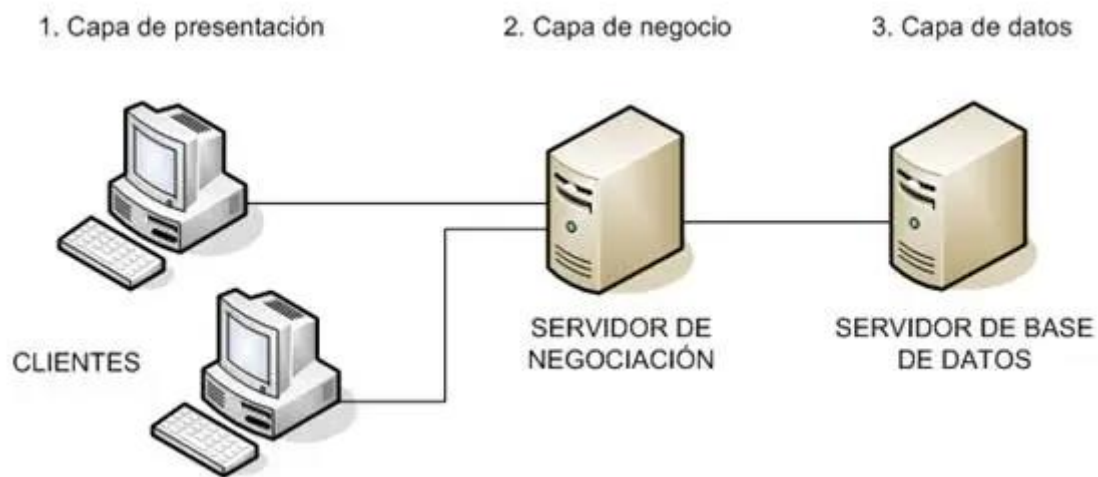 1. Capa de presentación
2. Capa de negocio
3. Capa de datos
CLIENTES
SERVIDOR DE
NEGOCIACIÓN
SERVIDOR DE BASE
DE DATOS